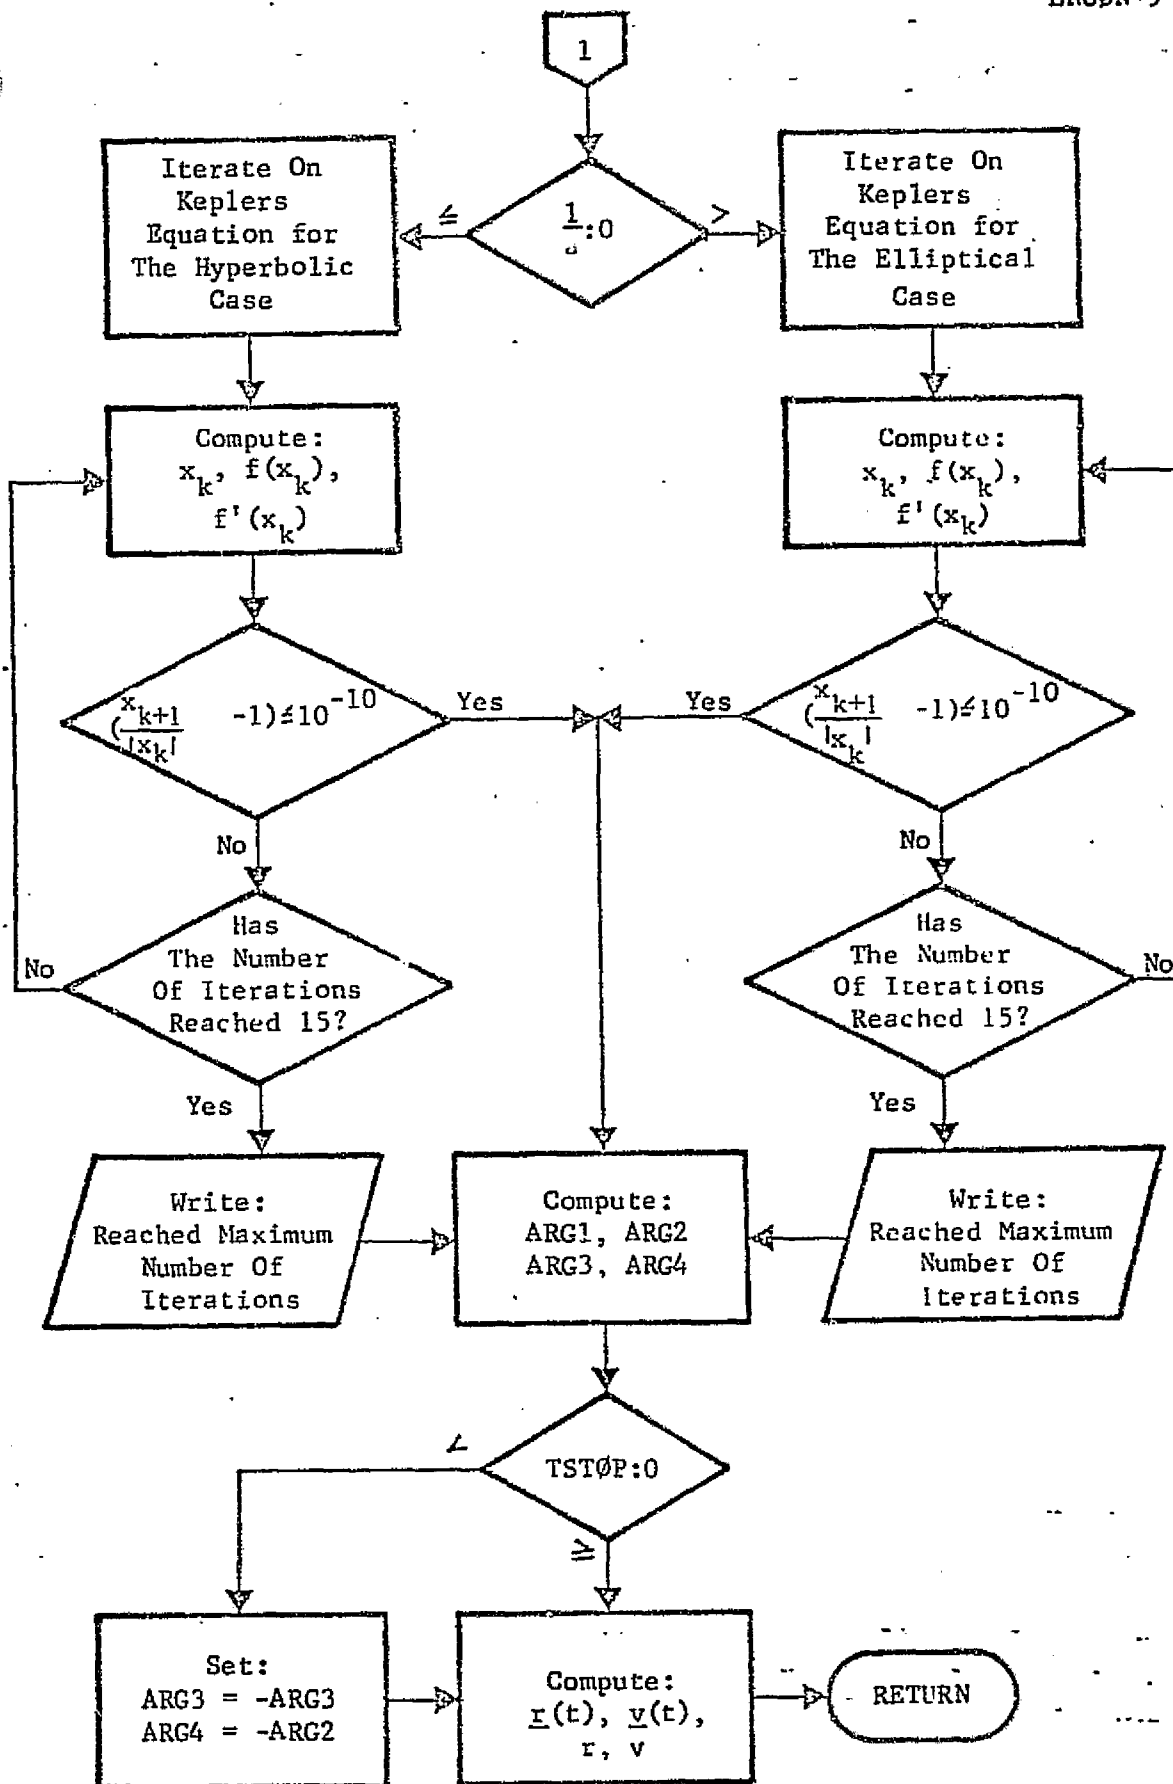 1
Iterate On
Keplers
Equation for
The Hyperbolic
Case
≤
1/a:0
>
Iterate On
Keplers
Equation for
The Elliptical
Case
Compute:
x_k, f(x_k),
f'(x_k)
Compute:
x_k, f(x_k),
f'(x_k)
(x_{k+1}/|x_k| -1)≤10^-10
Yes
Yes
(x_{k+1}/|x_k| -1)≤10^-10
No
No
Has
The Number
Of Iterations
Reached 15?
No
Has
The Number
Of Iterations
Reached 15?
No
Yes
Yes
Write:
Reached Maximum
Number Of
Iterations
Compute:
ARG1, ARG2
ARG3, ARG4
Write:
Reached Maximum
Number Of
Iterations
<
TSTØP:0
≥
Set:
ARG3 = -ARG3
ARG4 = -ARG2
Compute:
r(t), v(t),
r, v
RETURN